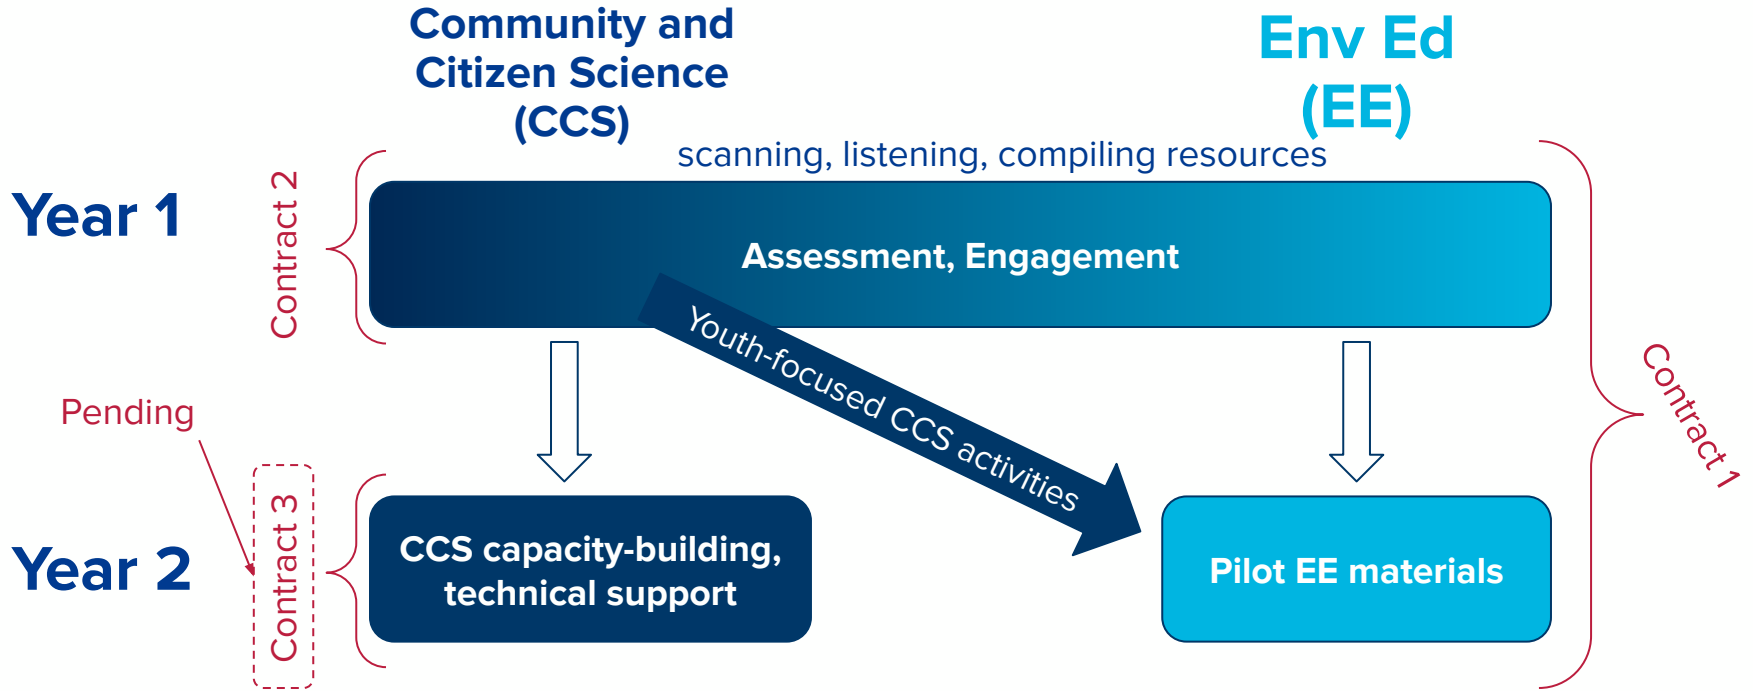 Community and
Citizen Science
(CCS)
Env Ed
(EE)
scanning, listening, compiling resources
Year 1
Contract 2
Assessment, Engagement
Youth-focused CCS activities
Contract 1
Pending
Year 2
Contract 3
CCS capacity-building,
technical support
Pilot EE materials